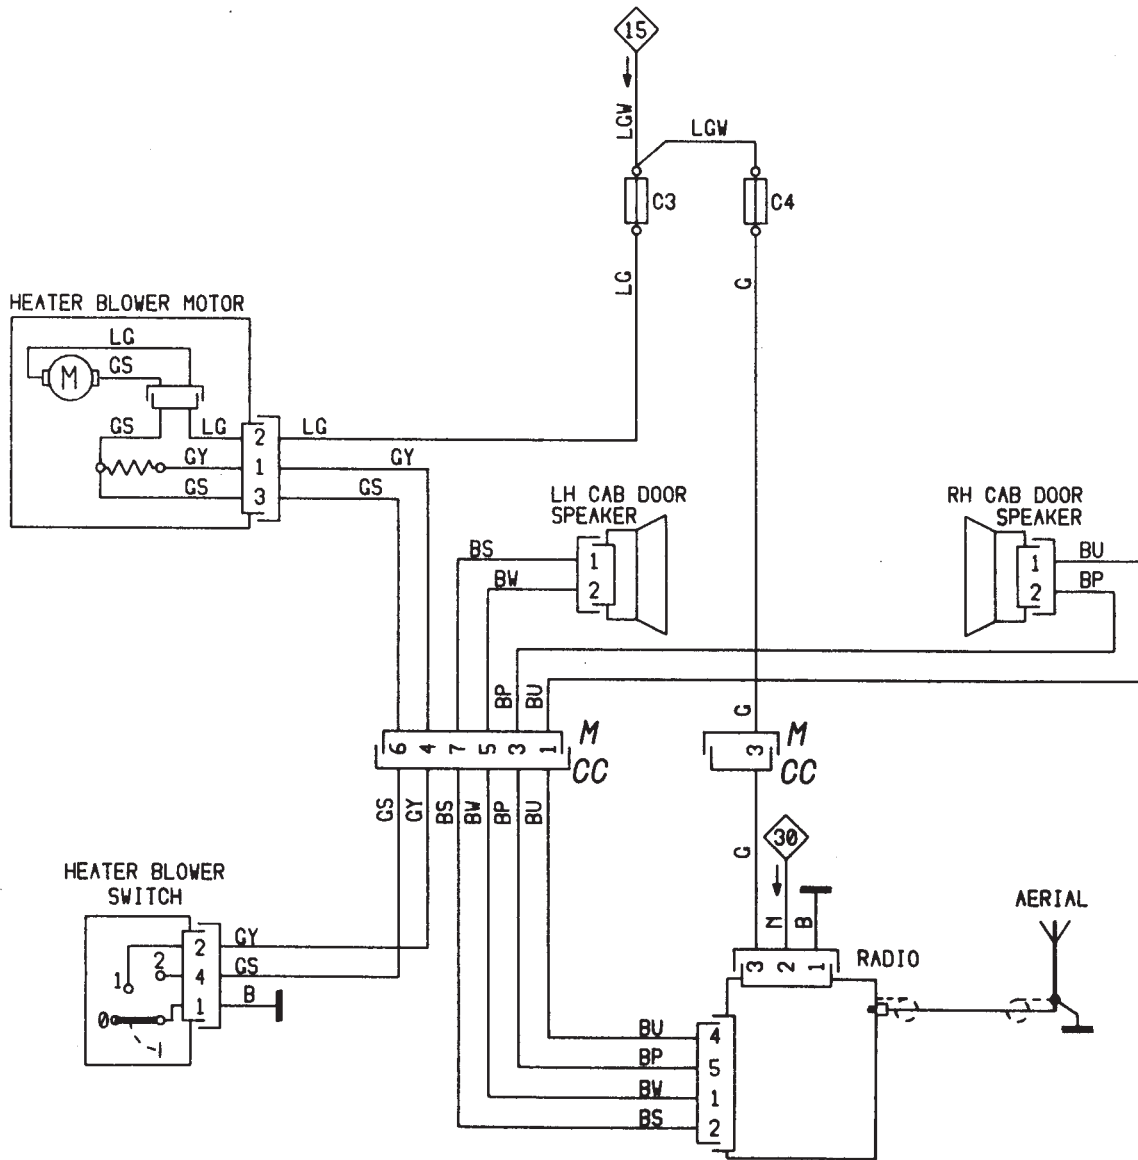 15
LGW
LGW
C3
C4
LG
G
HEATER BLOWER MOTOR
LG
GS
M
GS
LG
2
LG
GY
1
GY
GS
3
GS
LH CAB DOOR
SPEAKER
RH CAB DOOR
SPEAKER
BS
1
BW
2
1
BU
2
BP
BP
BU
G
6
4
7
5
3
1
M
CC
3
M
CC
GS
GY
BS
BW
BP
BU
G
30
N
B
HEATER BLOWER
SWITCH
AERIAL
3
2
1
RADIO
2
GY
1
2
4
GS
1
B
0
BU
4
BP
5
BW
1
BS
2